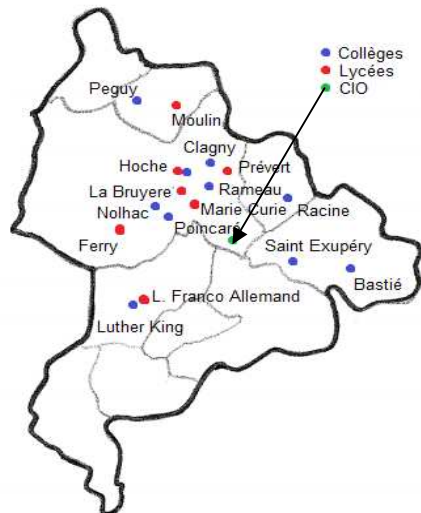 Collèges
Lycées
CIO
Peguy
Moulin
Clagny
Hoche
Prévert
La Bruyere
Rameau
Nolhac
Marie Curie
Racine
Poincaré
Ferry
Saint Exupéry
Bastié
L. Franco Allemand
Luther King